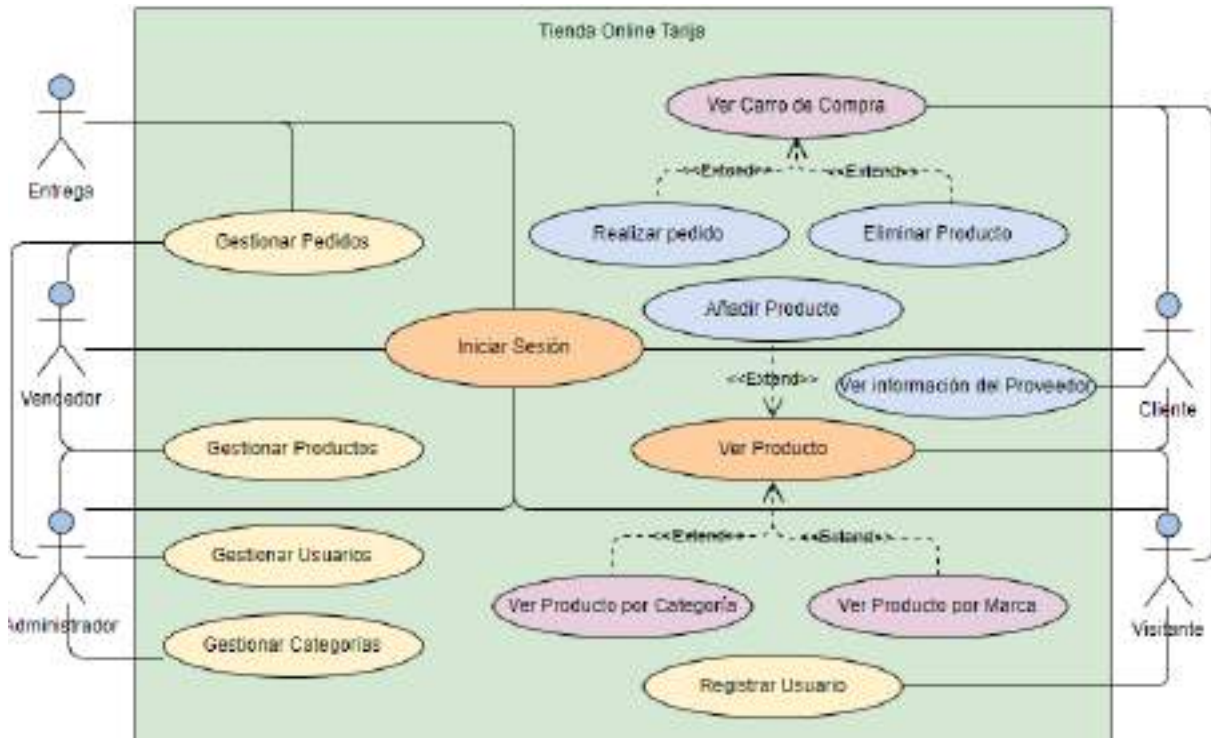 Tienda Online Tarija
Ver Carro de Compra
<<Extend>>
<<Extend>>
Entrega
Gestionar Pedidos
Realizar pedido
Eliminar Producto
Añadir Producto
Iniciar Sesión
<<Extend>>
Ver información del Proveedor
Vendedor
Cliente
Gestionar Productos
Ver Producto
<<Extend>>
<<Extend>>
Gestionar Usuarios
Ver Producto por Categoría
Ver Producto por Marca
Administrador
Visitante
Gestionar Categorías
Registrar Usuario